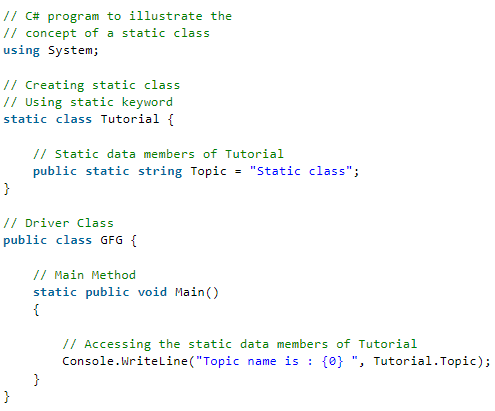 // C# program to illustrate the
// concept of a static class
using System;
// Creating static class
// Using static keyword
static class Tutorial {
// Static data members of Tutorial
public static string Topic = "Static class";
}
// Driver Class
public class GFG {
// Main Method
static public void Main()
{
// Accessing the static data members of Tutorial
Console.WriteLine("Topic name is : {0} ", Tutorial.Topic);
}
}